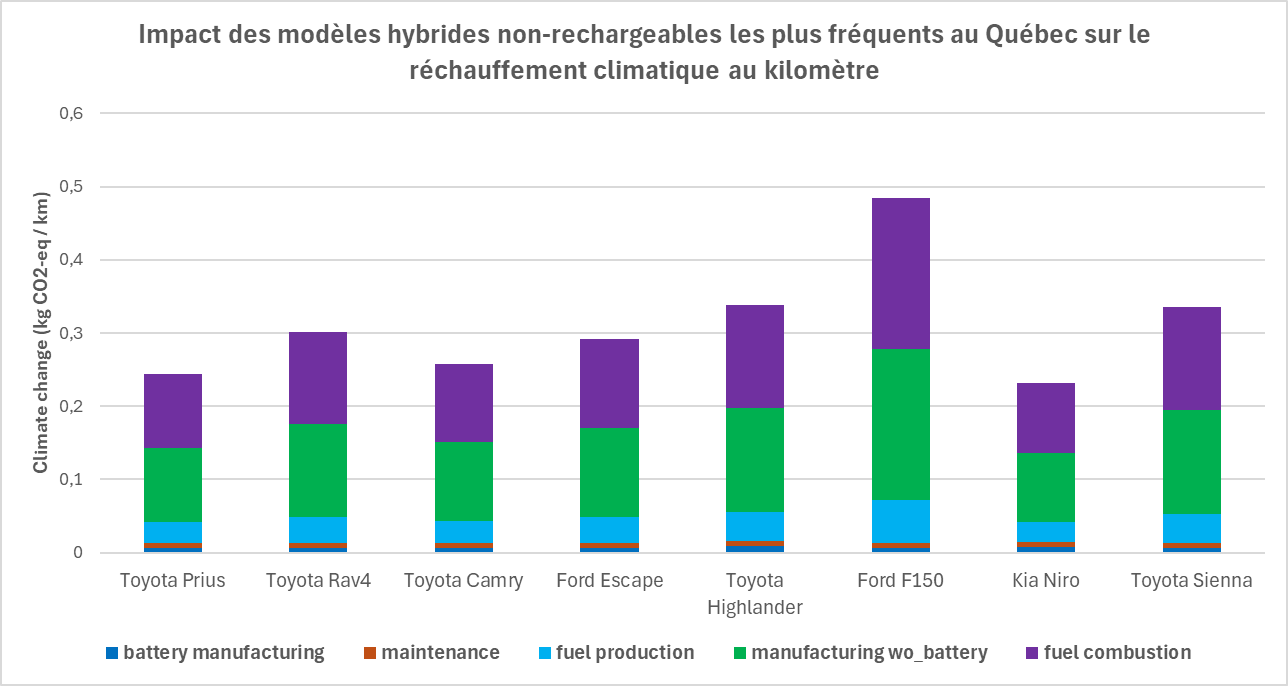 Impact des modèles hybrides non-rechargeables les plus fréquents au Québec sur le
réchauffement climatique au kilomètre
Climate change (kg CO2-eq / km)
0,6
0,5
0,4
0,3
0,2
0,1
0
Toyota Prius
Toyota Rav4
Toyota Camry
Ford Escape
Toyota
Highlander
Ford F150
Kia Niro
Toyota Sienna
battery manufacturing
maintenance
fuel production
manufacturing wo_battery
fuel combustion